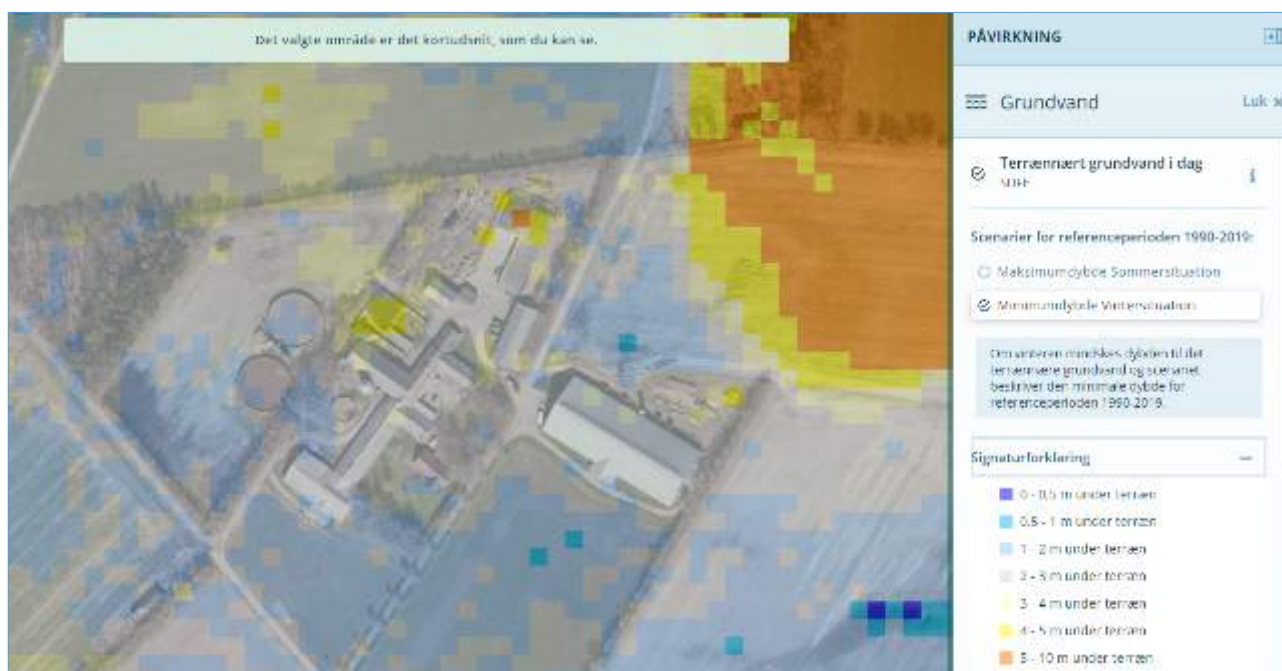 Det valgte område er det kortudsnit, som du kan se.
PÅVIRKNING
Grundvand
Luk
Terrænnært grundvand i dag
Scenarier for referenceperioden 1990-2019:
Maksimumdybde Sommersituation
Minimumdybde Vintersituation
Om vinteren mindskes dybden til det
terrænnære grundvand og scenariet
beskriver den minimale dybde for
referenceperioden 1990-2019.
Signaturforklaring
0 - 0,5 m under terræn
0,5 - 1 m under terræn
1 - 2 m under terræn
2 - 3 m under terræn
3 - 4 m under terræn
4 - 5 m under terræn
5 - 10 m under terræn